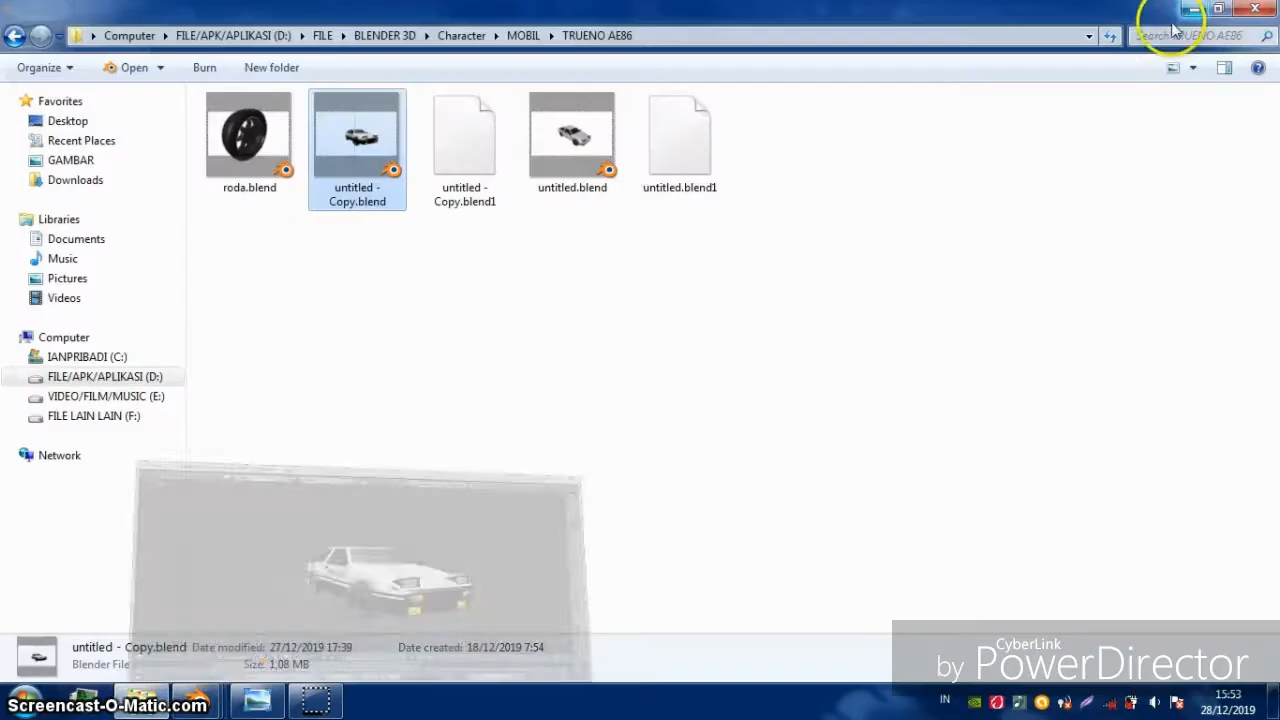 Computer FILE/APK/APLIKASI (D:) FILE BLENDER 3D Character MOBIL TRUENO AE86
Search TRUENO AE86
Organize Open Burn New folder
Favorites
Desktop
Recent Places
GAMBAR
Downloads
Libraries
Documents
Music
Pictures
Videos
Computer
IANPRIBADI (C:)
FILE/APK/APLIKASI (D:)
VIDEO/FILM/MUSIC (E:)
FILE LAIN LAIN (F:)
Network
roda.blend
untitled -
Copy.blend
untitled -
Copy.blend1
untitled.blend
untitled.blend1
untitled - Copy.blend Date modified: 27/12/2019 17:39 Date created: 18/12/2019 7:54
Blender File Size: 1,08 MB
CyberLink
by PowerDirector
Screencast-O-Matic.com
IN
15:53
28/12/2019